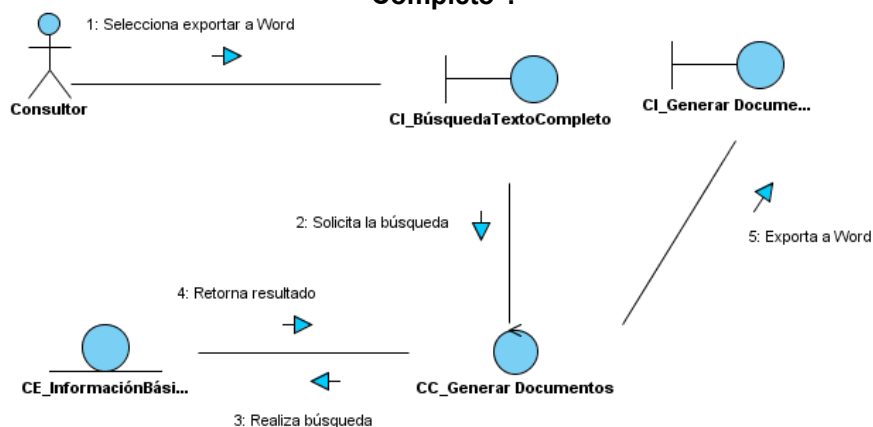 Completo".
1: Selecciona exportar a Word
Consultor
CI_BúsquedaTextoCompleto
CI_Generar Docume...
2: Solicita la búsqueda
5: Exporta a Word
4: Retorna resultado
CE_InformaciónBási...
CC_Generar Documentos
3: Realiza búsqueda